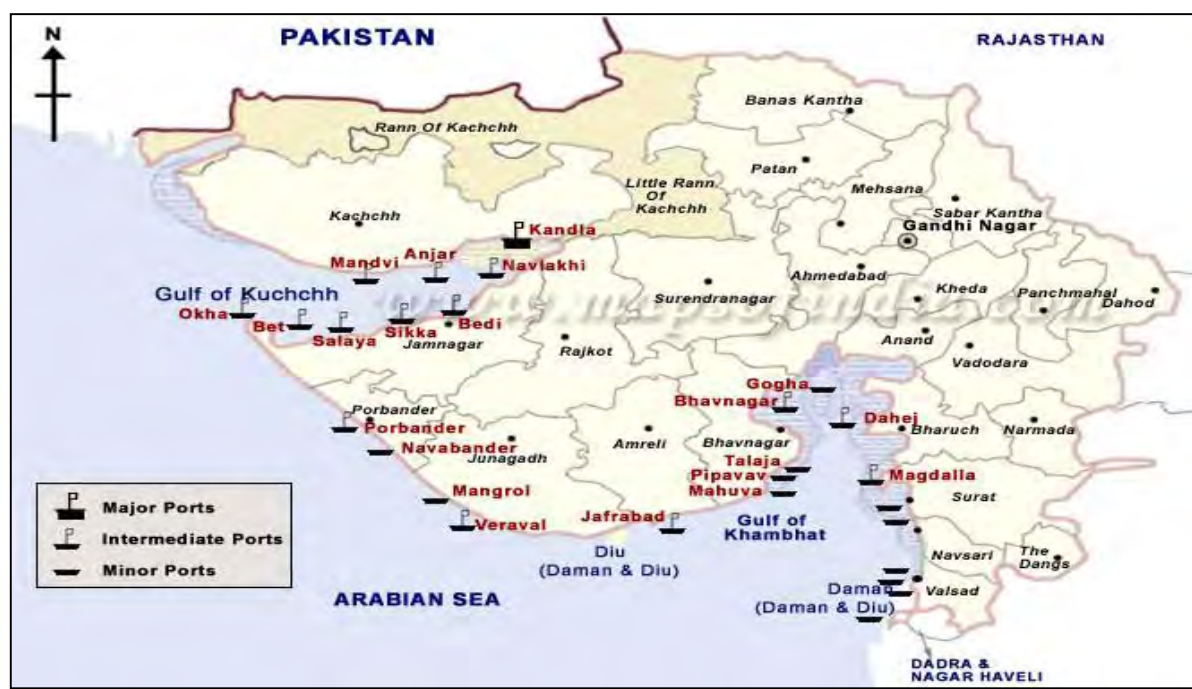 N
PAKISTAN
RAJASTHAN
Banas Kantha
Rann Of Kachchh
Patan
Little Rann
Of
Kachchh
Mehsana
Sabar Kantha
Kachchh
Kandla
Gandhi Nagar
Anjar
Mandvi
Navlakhi
Ahmedabad
Kheda
Gulf of Kuchchh
Surendranagar
Panchmahal
Dahod
www.mapsofindia.com
Okha
Bet
Salaya
Sikka
Bedi
Jamnagar
Rajkot
Anand
Vadodara
Gogha
Bhavnagar
Dahej
Porbander
Porbander
Navabander
Junagadh
Amreli
Bhavnagar
Bharuch
Narmada
Talaja
Pipavav
Mahuva
Magdalla
Surat
Mangrol
Veraval
Jafrabad
Gulf of
Khambhat
Major Ports
Intermediate Ports
Minor Ports
Diu
(Daman & Diu)
Navsari
The
Dangs
ARABIAN SEA
Daman
(Daman & Diu)
Valsad
DADRA &
NAGAR HAVELI